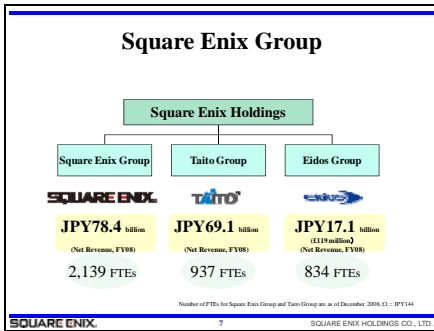 Square Enix Group
Square Enix Holdings
Square Enix Group
Taito Group
Eidos Group
SQUARE ENIX.
TAITO
eidos
JPY78.4 billion
(Net Revenue, FY08)
2,139 FTEs
JPY69.1 billion
(Net Revenue, FY08)
937 FTEs
JPY17.1 billion
(£119 million)
(Net Revenue, FY08)
834 FTEs
Number of FTEs for Square Enix Group and Taito Group are as of December 2008, £1 = JPY144
SQUARE ENIX.
7
SQUARE ENIX HOLDINGS CO., LTD.